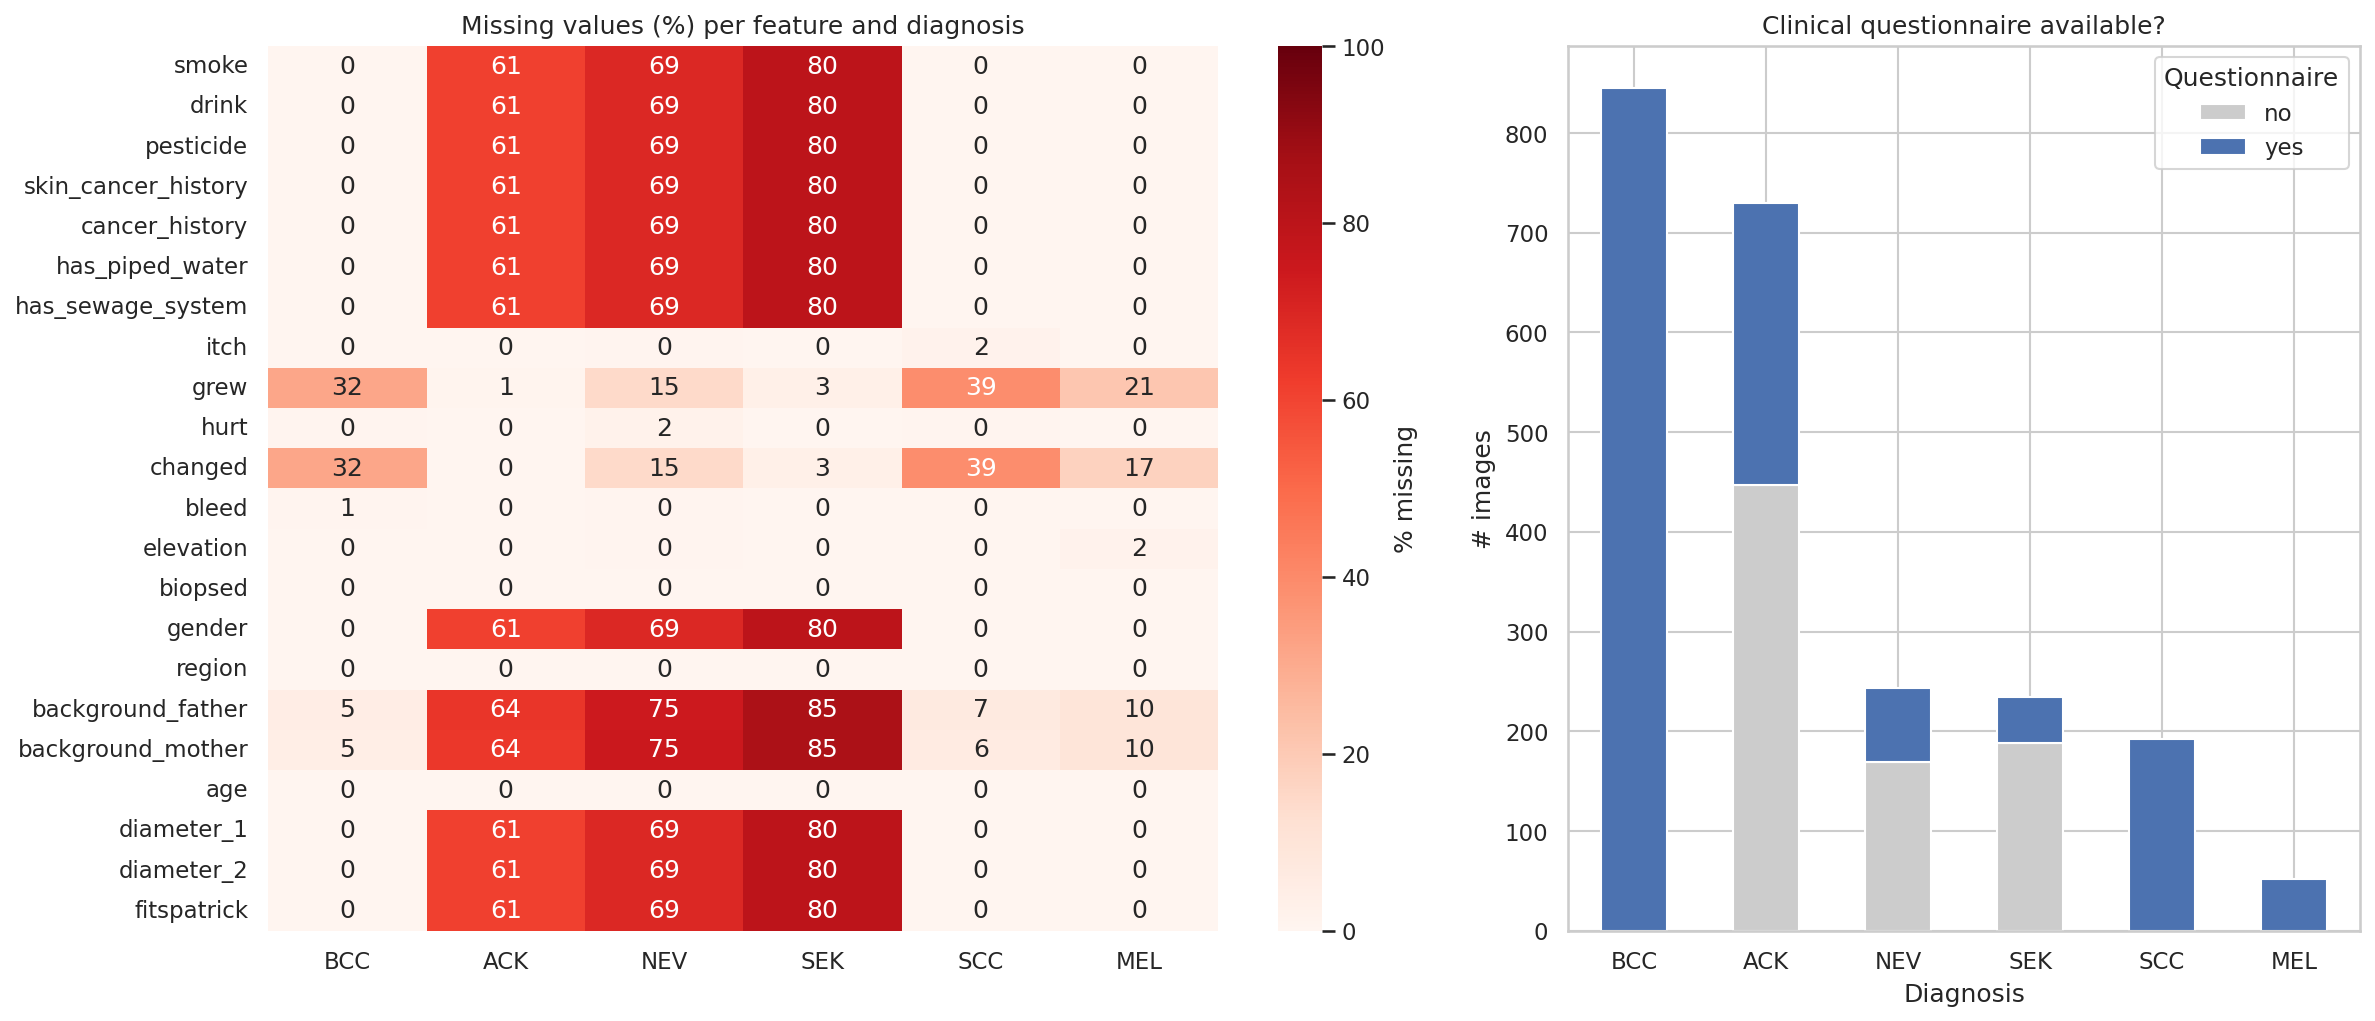 Missing values (%) per feature and diagnosis
smoke 0 61 69 80 0 0
drink 0 61 69 80 0 0
pesticide 0 61 69 80 0 0
skin_cancer_history 0 61 69 80 0 0
cancer_history 0 61 69 80 0 0
has_piped_water 0 61 69 80 0 0
has_sewage_system 0 61 69 80 0 0
itch 0 0 0 0 2 0
grew 32 1 15 3 39 21
hurt 0 0 2 0 0 0
changed 32 0 15 3 39 17
bleed 1 0 0 0 0 0
elevation 0 0 0 0 0 2
biopsed 0 0 0 0 0 0
gender 0 61 69 80 0 0
region 0 0 0 0 0 0
background_father 5 64 75 85 7 10
background_mother 5 64 75 85 6 10
age 0 0 0 0 0 0
diameter_1 0 61 69 80 0 0
diameter_2 0 61 69 80 0 0
fitspatrick 0 61 69 80 0 0
BCC ACK NEV SEK SCC MEL
100
80
60
40
20
0
% missing
Clinical questionnaire available?
Questionnaire
no
yes
# images
800
700
600
500
400
300
200
100
0
BCC ACK NEV SEK SCC MEL
Diagnosis